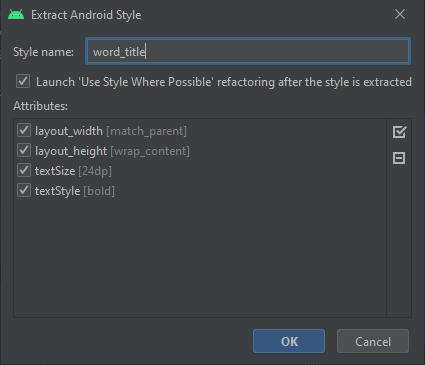 Extract Android Style
Style name: word_title
Launch 'Use Style Where Possible' refactoring after the style is extracted
Attributes:
layout_width [match_parent]
layout_height [wrap_content]
textSize [24dp]
textStyle [bold]
OK Cancel